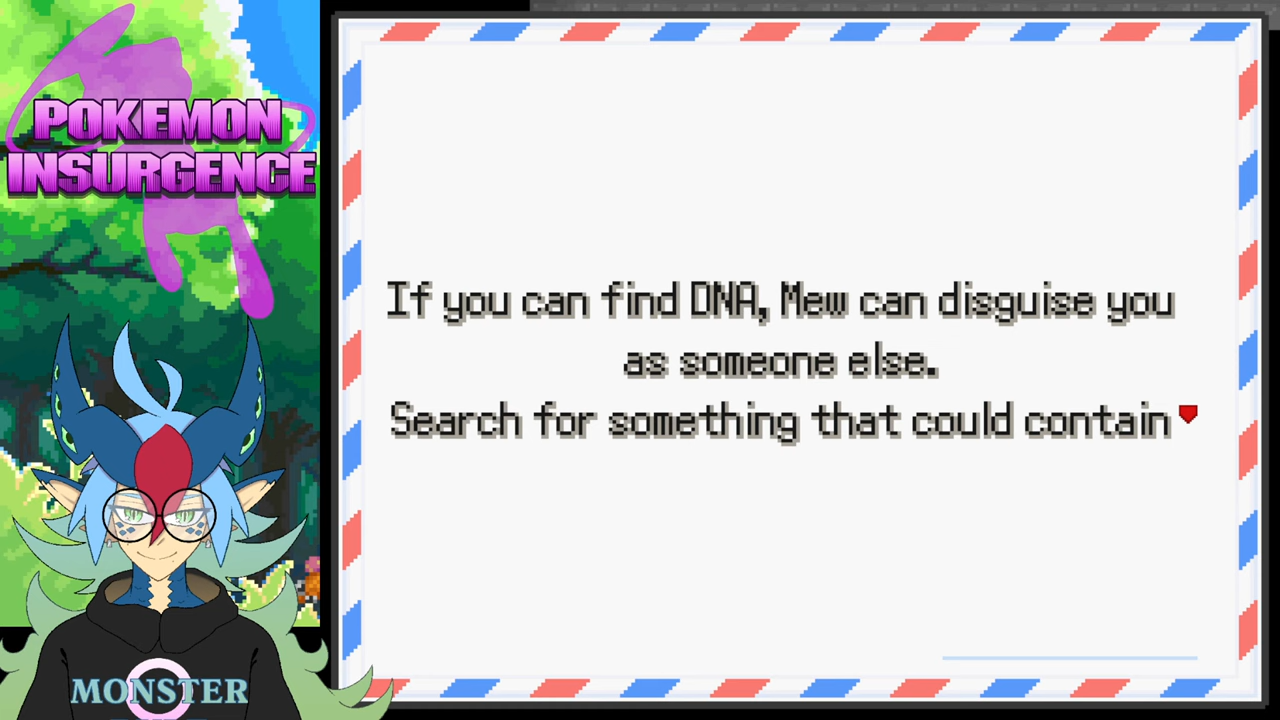 POKEMON
INSURGENCE
If you can find DNA, Mew can disguise you
as someone else.
Search for something that could contain
MONSTER